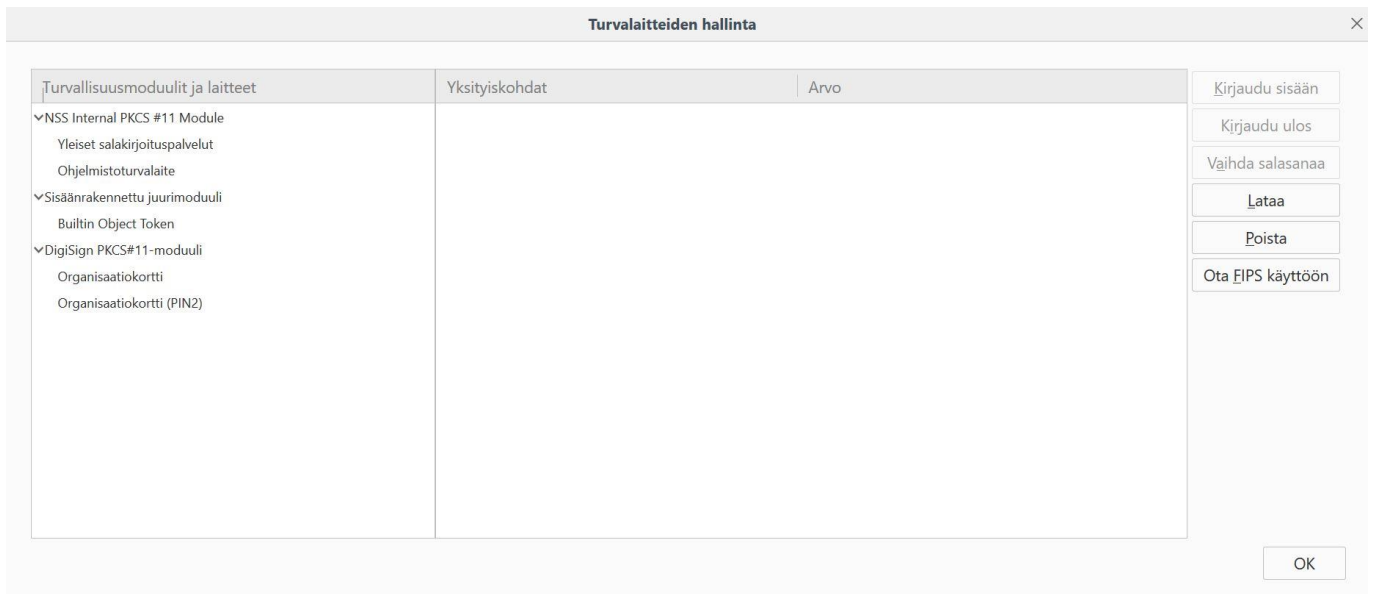 Turvalaitteiden hallinta
Turvallisuusmoduulit ja laitteet
Yksityiskohdat
Arvo
NSS Internal PKCS #11 Module
Yleiset salakirjoituspalvelut
Ohjelmistoturvalaite
Sisäänrakennettu juurimoduuli
Builtin Object Token
DigiSign PKCS#11-moduuli
Organisaatiokortti
Organisaatiokortti (PIN2)
Kirjaudu sisään
Kirjaudu ulos
Vaihda salasanaa
Lataa
Poista
Ota FIPS käyttöön
OK